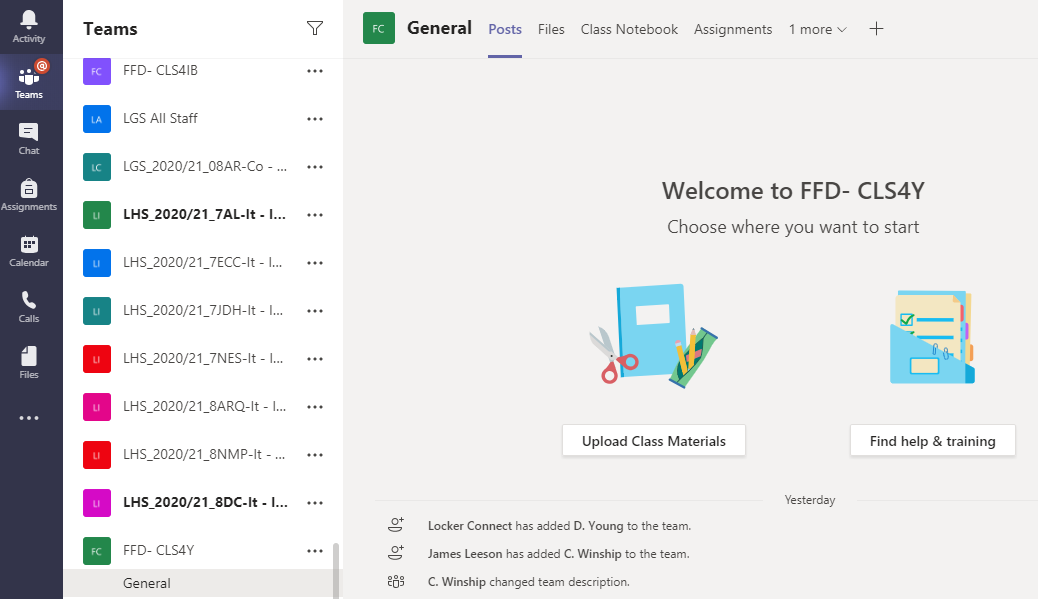 Activity
Teams
Chat
Assignments
Calendar
Calls
Files
Teams
FC FFD- CLS4IB
LA LGS All Staff
LC LGS_2020/21_08AR-Co - ...
LI LHS_2020/21_7AL-It - I...
LI LHS_2020/21_7ECC-It - I...
LI LHS_2020/21_7JDH-It - I...
LI LHS_2020/21_7NES-It - I...
LI LHS_2020/21_8ARQ-It - I...
LI LHS_2020/21_8NMP-It - ...
LI LHS_2020/21_8DC-It - I...
FC FFD- CLS4Y
General
FC General Posts Files Class Notebook Assignments 1 more
Welcome to FFD- CLS4Y
Choose where you want to start
Upload Class Materials
Find help & training
Yesterday
Locker Connect has added D. Young to the team.
James Leeson has added C. Winship to the team.
C. Winship changed team description.